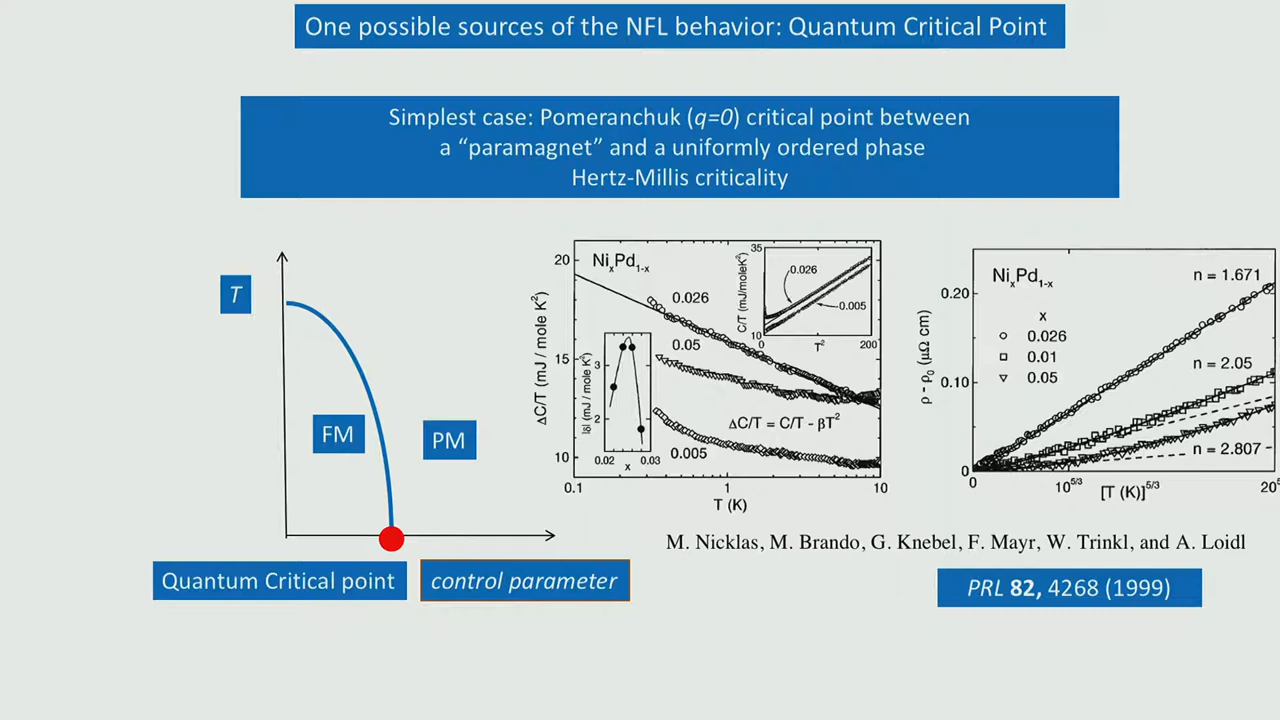 One possible sources of the NFL behavior: Quantum Critical Point
Simplest case: Pomeranchuk (q=0) critical point between
a “paramagnet” and a uniformly ordered phase
Hertz-Millis criticality
T
FM
PM
Quantum Critical point
control parameter
NiₓPd₁₋ₓ
ΔC/T (mJ / mole K²)
20
15
10
0.026
0.05
0.005
ΔC/T = C/T - βT²
0.1
1
10
T (K)
C/T (mJ/moleK²)
35
10
0.026
0.005
0
T²
200
|δ| (mJ / mole K²)
3
2
0.02
0.03
x
NiₓPd₁₋ₓ
n = 1.671
x
0.026
0.01
0.05
n = 2.05
n = 2.807
ρ - ρ₀ (μΩ cm)
0.20
0.10
0
0
10^5/3
[T (K)]^5/3
M. Nicklas, M. Brando, G. Knebel, F. Mayr, W. Trinkl, and A. Loidl
PRL 82, 4268 (1999)